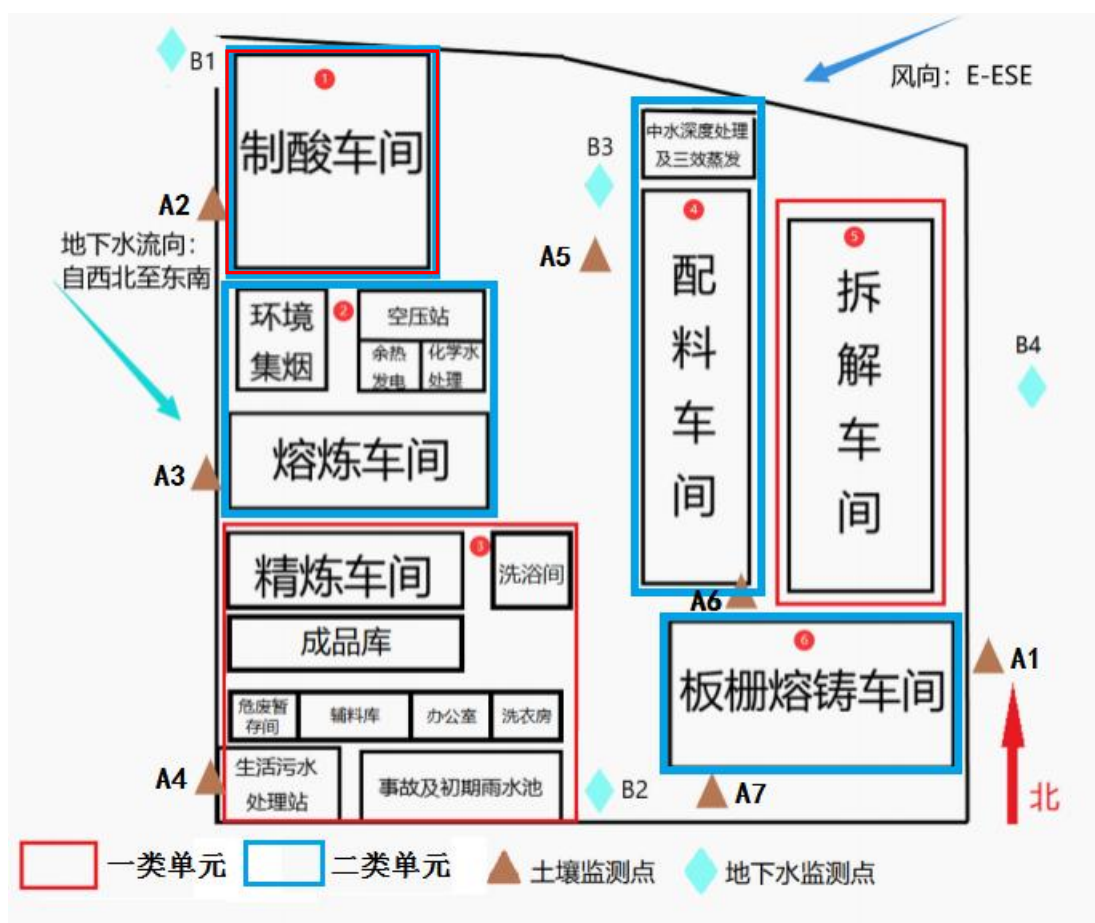 B1
风向：E-ESE
①
制酸车间
中水深度处理
及三效蒸发
B3
A2
④
⑤
地下水流向：
自西北至东南
A5
配料车间
拆解车间
环境
集烟
②
空压站
余热
发电
化学水
处理
B4
熔炼车间
A3
③
精炼车间
洗浴间
A6
成品库
⑥
板栅熔铸车间
A1
危废暂
存间
辅料库
办公室
洗衣房
生活污水
处理站
A4
事故及初期雨水池
B2
A7
北
一类单元
二类单元
土壤监测点
地下水监测点